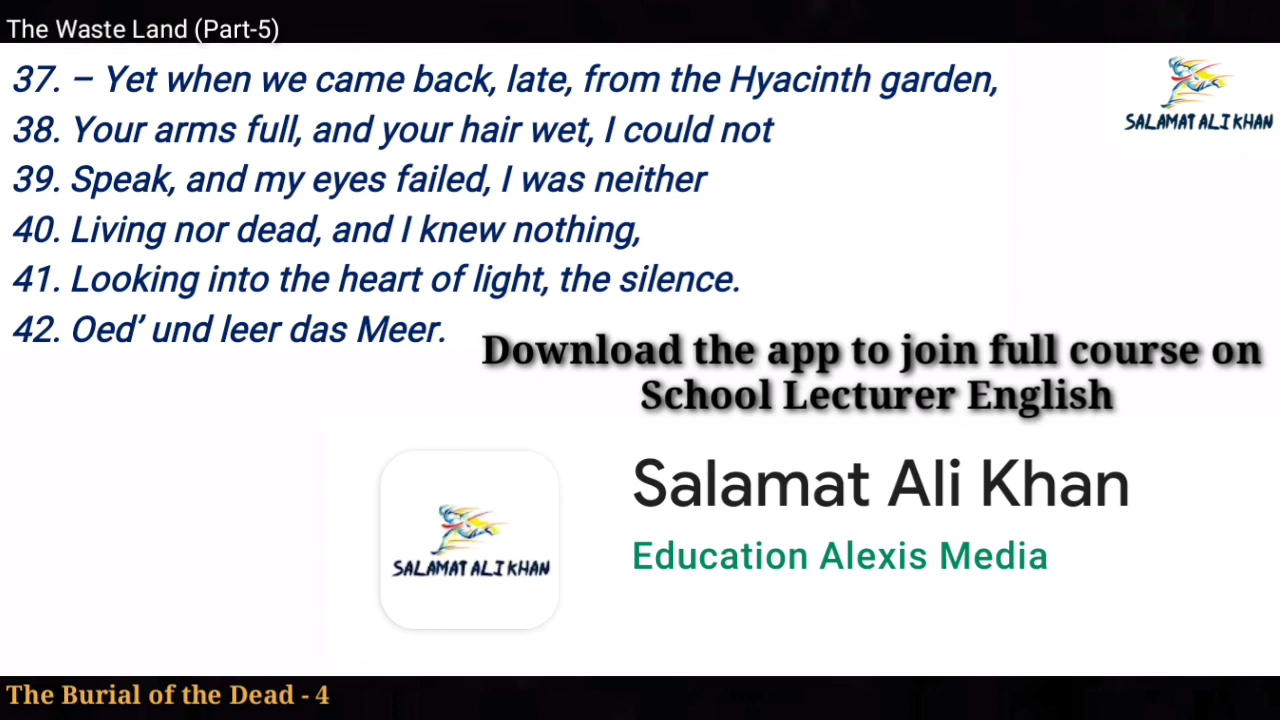 The Waste Land (Part-5)
37. – Yet when we came back, late, from the Hyacinth garden,
38. Your arms full, and your hair wet, I could not
39. Speak, and my eyes failed, I was neither
40. Living nor dead, and I knew nothing,
41. Looking into the heart of light, the silence.
42. Oed’ und leer das Meer.
SALAMAT ALI KHAN
Download the app to join full course on
School Lecturer English
SALAMAT ALI KHAN
Salamat Ali Khan
Education Alexis Media
The Burial of the Dead - 4